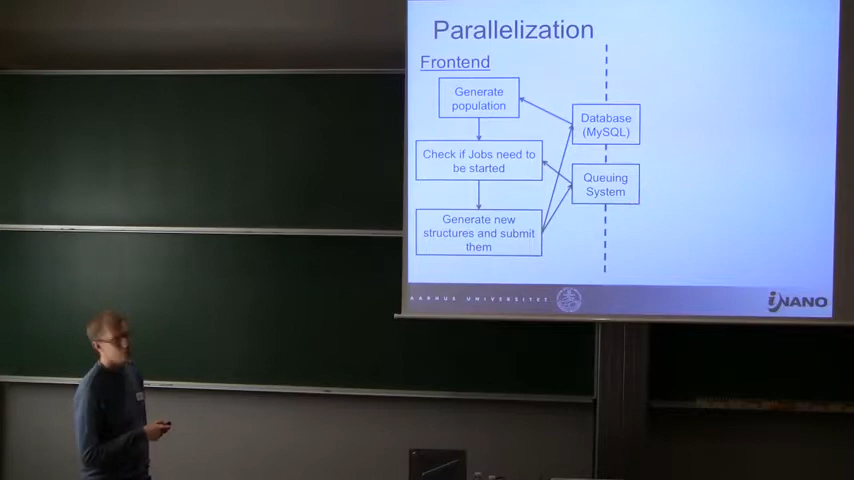 Parallelization
Frontend
Generate
population
Database
(MySQL)
Check if Jobs need to
be started
Queuing
System
Generate new
structures and submit
them
AARHUS UNIVERSITET
iNANO